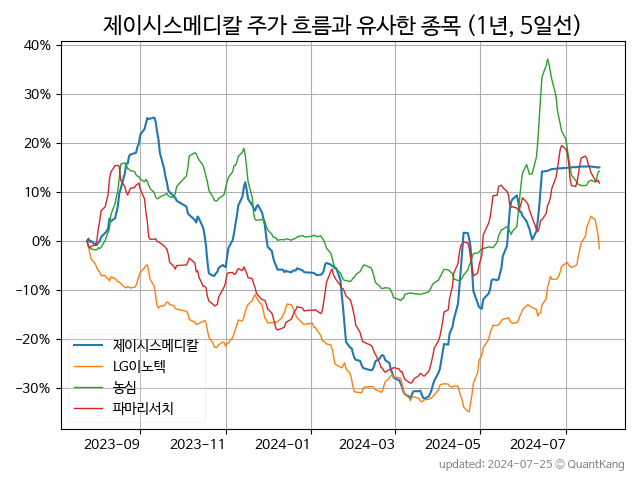 제이시스메디칼 주가 흐름과 유사한 종목 (1년, 5일선)
40%
30%
20%
10%
0%
−10%
−20%
−30%
제이시스메디칼
LG이노텍
농심
파마리서치
2023-09
2023-11
2024-01
2024-03
2024-05
2024-07
updated: 2024-07-25 © QuantKang